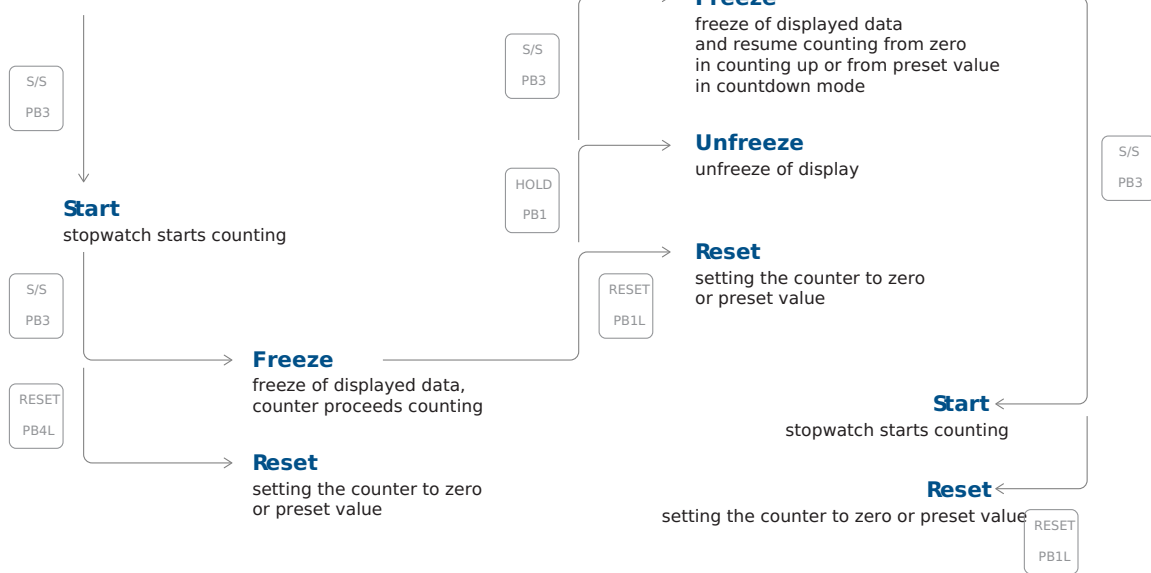 Freeze
freeze of displayed data
and resume counting from zero
in counting up or from preset value
in countdown mode
S/S
PB3
S/S
PB3
Unfreeze
unfreeze of display
S/S
PB3
HOLD
PB1
Start
stopwatch starts counting
Reset
setting the counter to zero
or preset value
S/S
PB3
RESET
PB1L
Freeze
freeze of displayed data,
counter proceeds counting
RESET
PB4L
Start
stopwatch starts counting
Reset
setting the counter to zero
or preset value
Reset
setting the counter to zero or preset value
RESET
PB1L